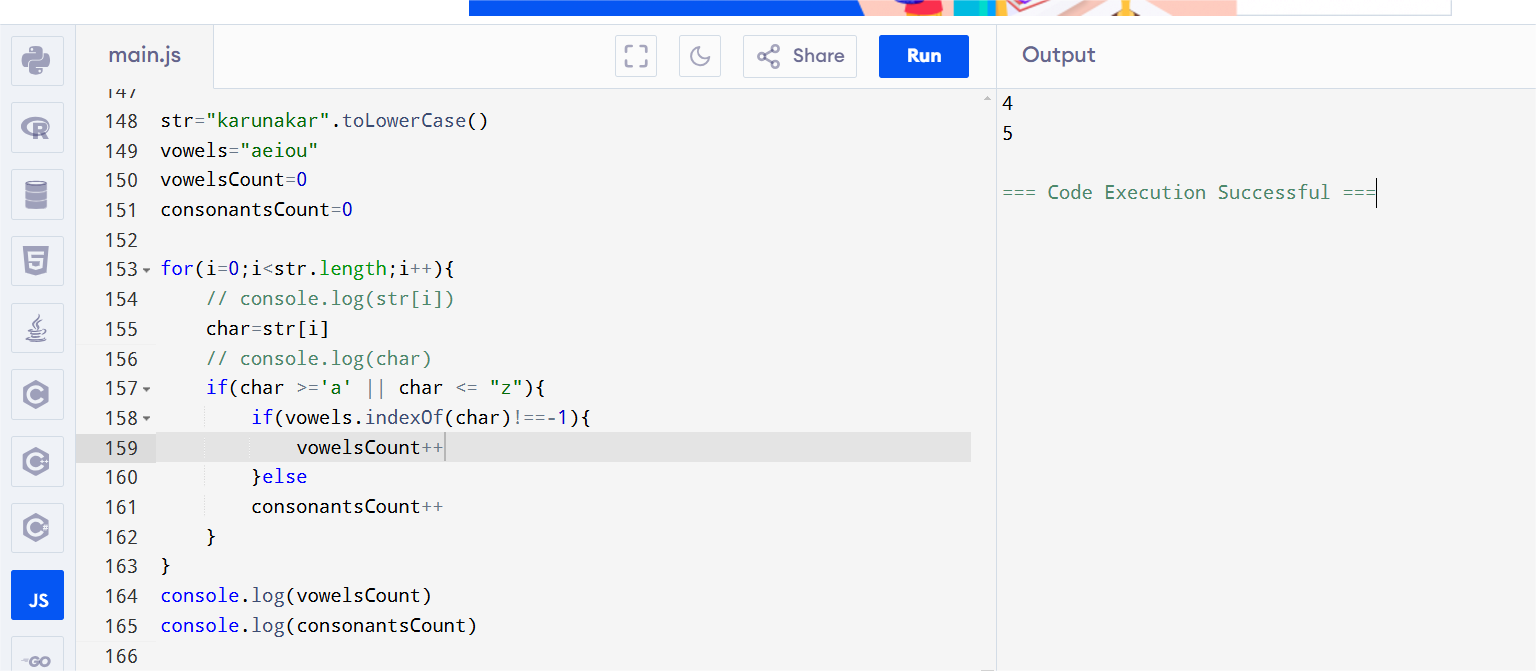 main.js
Share
Run
Output
147
148 str="karunakar".toLowerCase()
149 vowels="aeiou"
150 vowelsCount=0
151 consonantsCount=0
152
153 for(i=0;i<str.length;i++){
154     // console.log(str[i])
155     char=str[i]
156     // console.log(char)
157     if(char >='a' || char <= "z"){
158         if(vowels.indexOf(char)!==-1){
159             vowelsCount++
160         }else
161         consonantsCount++
162     }
163 }
164 console.log(vowelsCount)
165 console.log(consonantsCount)
166
4
5
=== Code Execution Successful ===
R
5
C
C++
C#
JS
GO